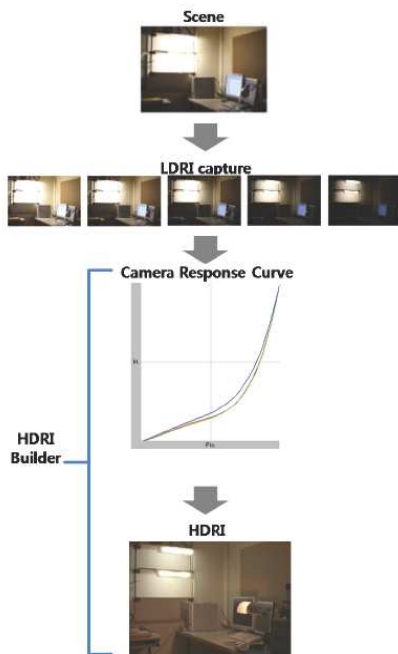 Scene
LDRI capture
Camera Response Curve
HDRI
Builder
HDRI